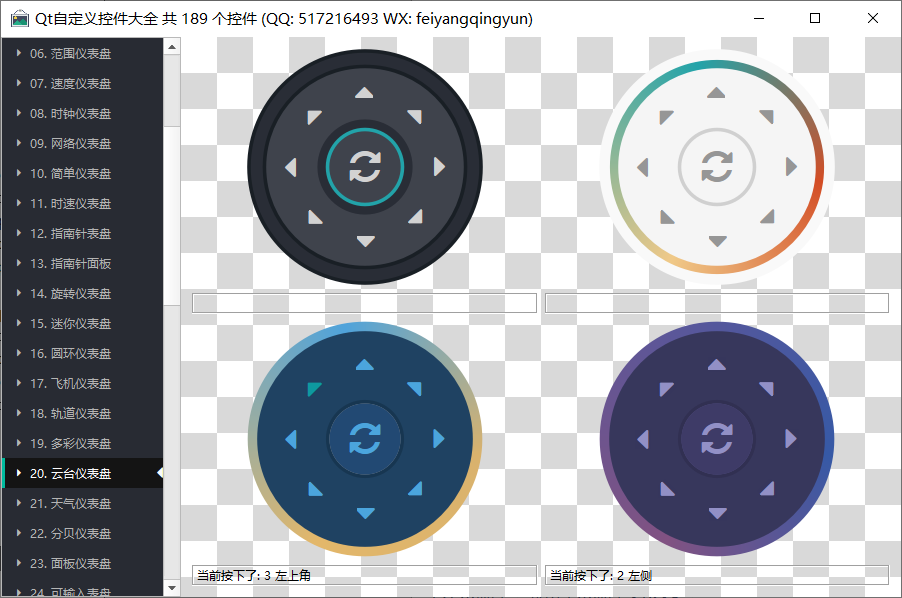 Qt自定义控件大全 共 189 个控件 (QQ: 517216493 WX: feiyangqingyun)
06. 范围仪表盘
07. 速度仪表盘
08. 时钟仪表盘
09. 网络仪表盘
10. 简单仪表盘
11. 时速仪表盘
12. 指南针表盘
13. 指南针面板
14. 旋转仪表盘
15. 迷你仪表盘
16. 圆环仪表盘
17. 飞机仪表盘
18. 轨道仪表盘
19. 多彩仪表盘
20. 云台仪表盘
21. 天气仪表盘
22. 分贝仪表盘
23. 面板仪表盘
24. 可输入表盘
当前按下了: 3 左上角
当前按下了: 2 左侧